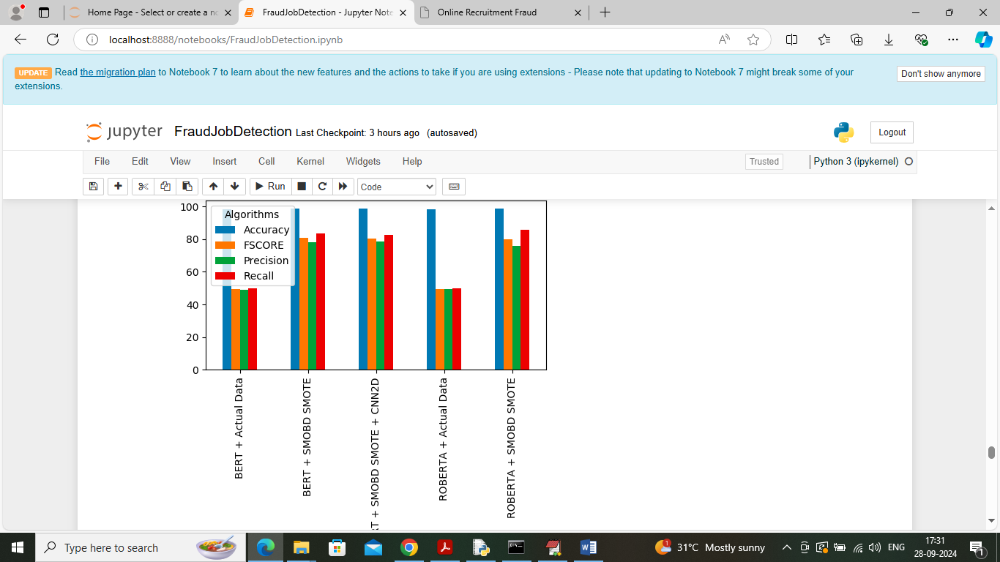 Home Page - Select or create a no
FraudJobDetection - Jupyter Note
Online Recruitment Fraud
localhost:8888/notebooks/FraudJobDetection.ipynb
UPDATE Read the migration plan to Notebook 7 to learn about the new features and the actions to take if you are using extensions - Please note that updating to Notebook 7 might break some of your
extensions.
Don't show anymore
jupyter FraudJobDetection Last Checkpoint: 3 hours ago (autosaved)
Logout
File Edit View Insert Cell Kernel Widgets Help
Trusted
Python 3 (ipykernel)
Run
Code
100
80
60
40
20
0
Algorithms
Accuracy
FSCORE
Precision
Recall
BERT + Actual Data
BERT + SMOBD SMOTE
RT + SMOBD SMOTE + CNN2D
ROBERTA + Actual Data
ROBERTA + SMOBD SMOTE
Type here to search
1
31°C Mostly sunny
ENG
17:31
28-09-2024
1